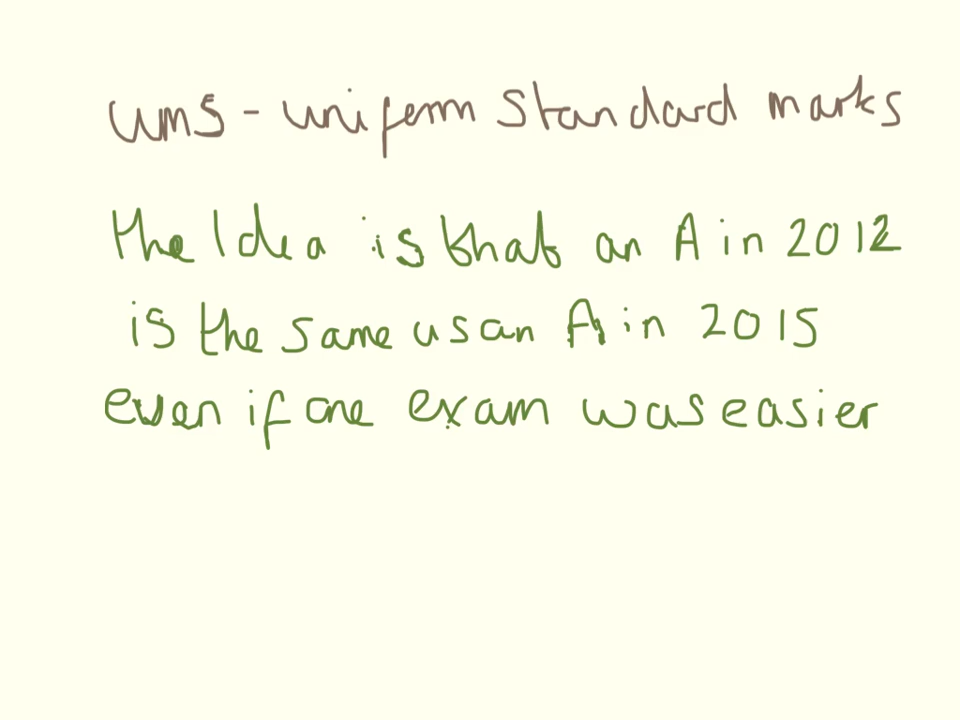 UMS - uniform standard marks
the Idea is that an A in 2012
is the same as an A in 2015
even if one exam was easier